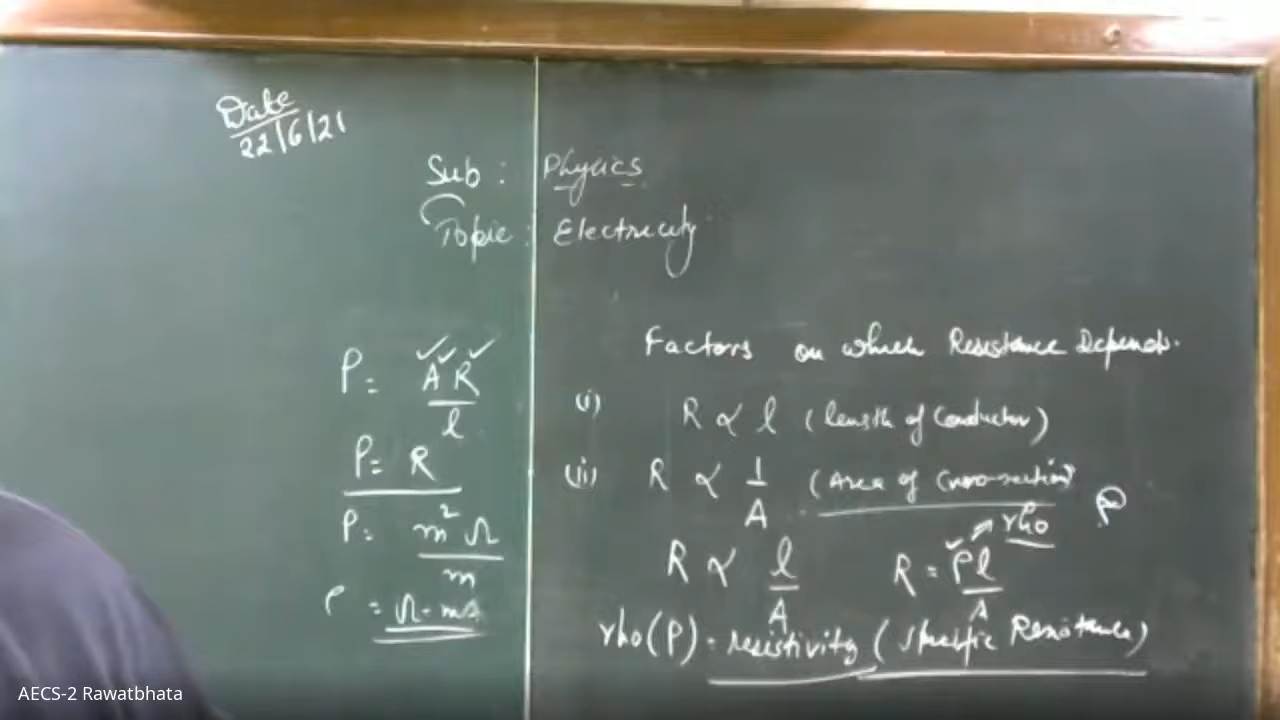 Date
22/6/21
Sub : Physics
Topic : Electricity
ρ = AR/l
ρ = R
ρ = m² Ω/m
ρ = Ω-m
Factors on which Resistance Depends.
(i) R ∝ l (length of Conductor)
(ii) R ∝ 1/A (Area of Cross-section)
ρ
rho
R ∝ l/A R = ρl/A
rho (ρ) = resistivity (Specific Resistance)
AECS-2 Rawatbhata